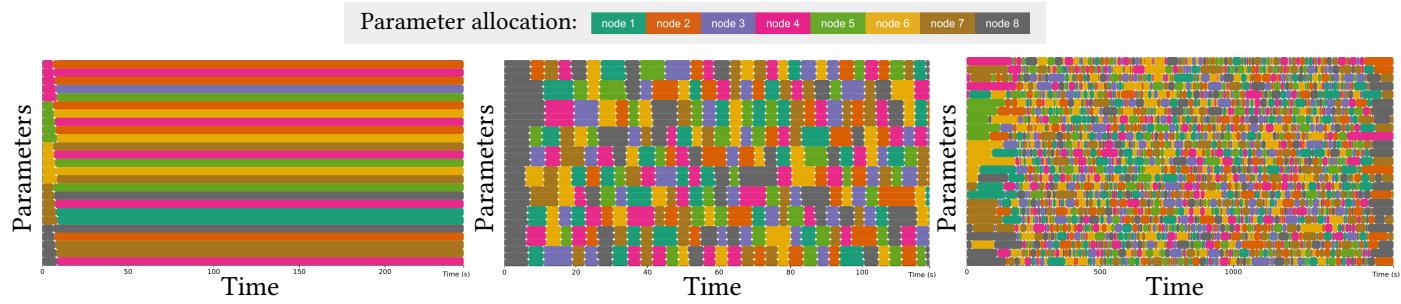 Parameter allocation: node 1 node 2 node 3 node 4 node 5 node 6 node 7 node 8
Parameters
0 50 100 150 200 Time (s)
Time
Parameters
0 20 40 60 80 100 Time (s)
Time
Parameters
0 500 1000 Time (s)
Time